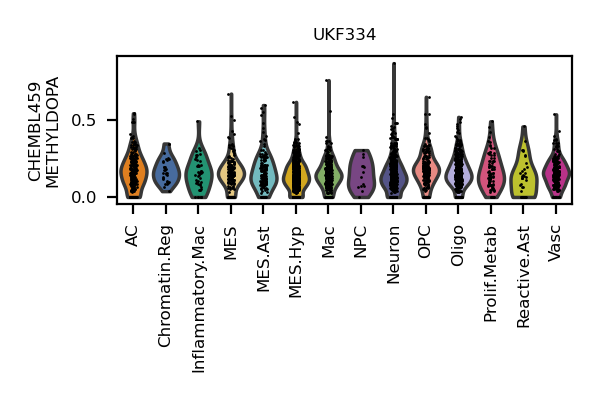 UKF334
CHEMBL459
METHYLDOPA
0.5
0.0
AC
Chromatin.Reg
Inflammatory.Mac
MES
MES.Ast
MES.Hyp
Mac
NPC
Neuron
OPC
Oligo
Prolif.Metab
Reactive.Ast
Vasc